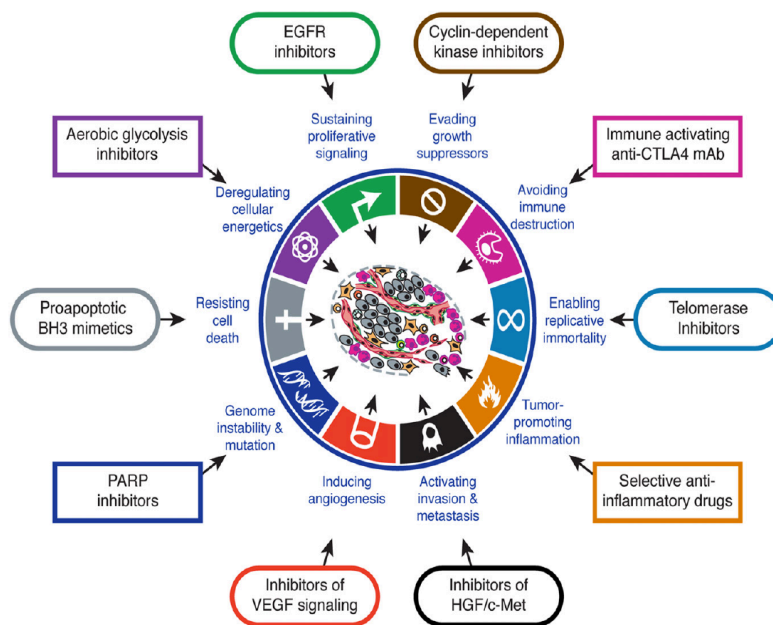 EGFR
inhibitors
Cyclin-dependent
kinase inhibitors
Sustaining
proliferative
signaling
Evading
growth
suppressors
Aerobic glycolysis
inhibitors
Immune activating
anti-CTLA4 mAb
Deregulating
cellular
energetics
Avoiding
immune
destruction
Proapoptotic
BH3 mimetics
Resisting
cell
death
Enabling
replicative
immortality
Telomerase
Inhibitors
Genome
instability &
mutation
Tumor-
promoting
inflammation
PARP
inhibitors
Inducing
angiogenesis
Activating
invasion &
metastasis
Selective anti-
inflammatory drugs
Inhibitors of
VEGF signaling
Inhibitors of
HGF/c-Met